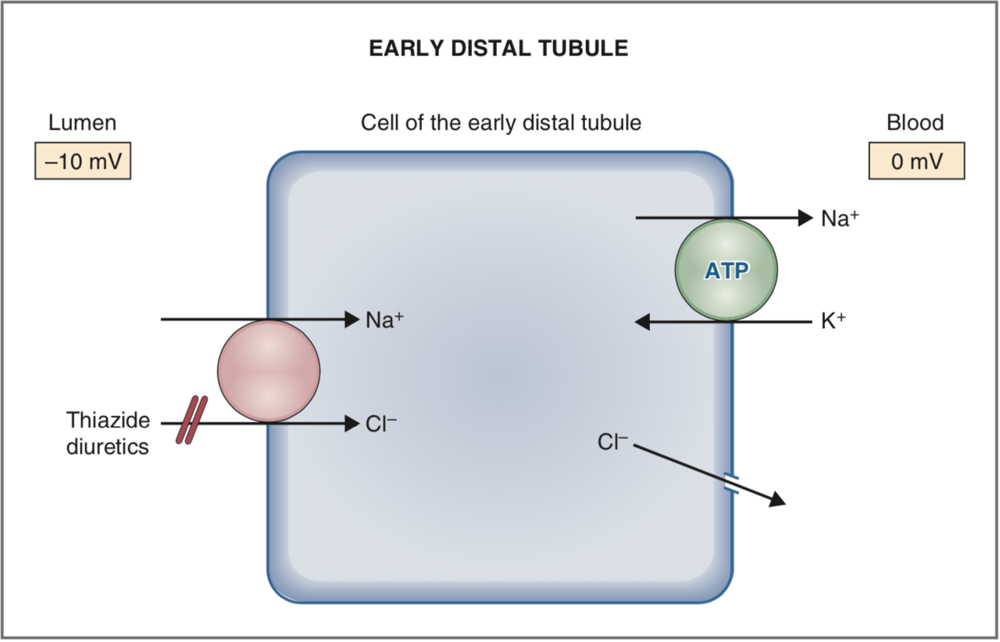 EARLY DISTAL TUBULE
Lumen
–10 mV
Cell of the early distal tubule
Blood
0 mV
Na⁺
ATP
K⁺
Na⁺
Thiazide
diuretics
Cl⁻
Cl⁻